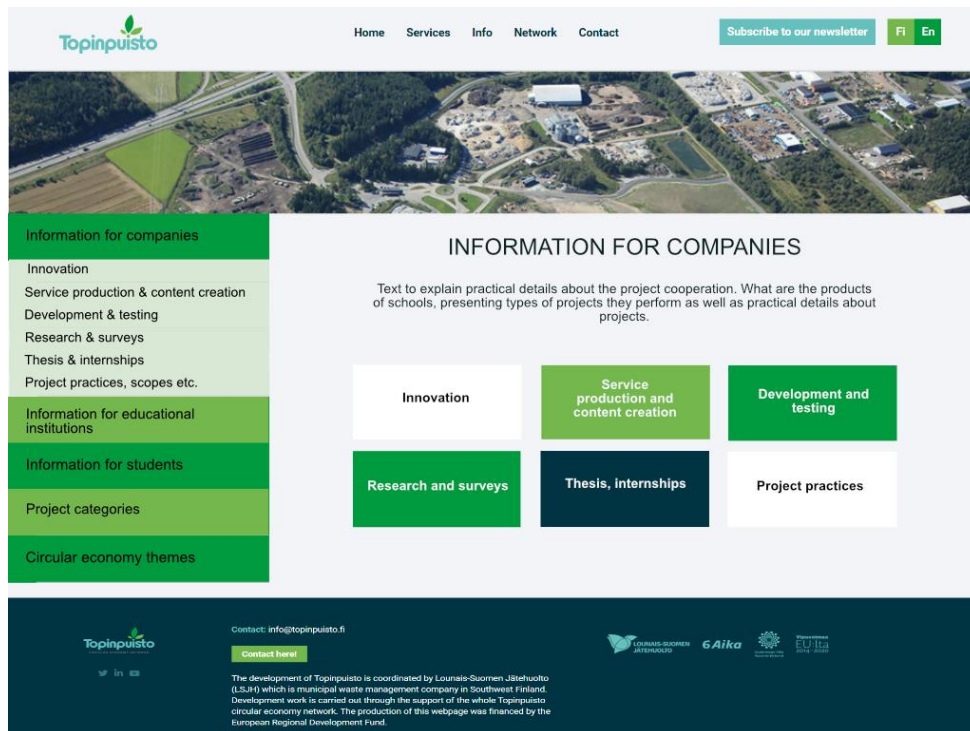 Topinpuisto
Home Services Info Network Contact
Subscribe to our newsletter
Fi En
Information for companies
Innovation
Service production & content creation
Development & testing
Research & surveys
Thesis & internships
Project practices, scopes etc.
Information for educational
institutions
Information for students
Project categories
Circular economy themes
INFORMATION FOR COMPANIES
Text to explain practical details about the project cooperation. What are the products
of schools, presenting types of projects they perform as well as practical details about
projects.
Innovation
Service
production and
content creation
Development and
testing
Research and surveys
Thesis, internships
Project practices
Topinpuisto
Contact: info@topinpuisto.fi
Contact here!
The development of Topinpuisto is coordinated by Lounais-Suomen Jätehuolto
(LSJH) which is municipal waste management company in Southwest Finland.
Development work is carried out through the support of the whole Topinpuisto
circular economy network. The production of this webpage was financed by the
European Regional Development Fund.
LOUNAIS-SUOMEN
JÄTEHUOLTO
6Aika
Vipuvoimaa
EU:lta
2014–2020